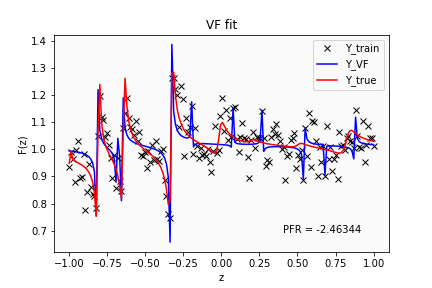 VF fit
1.4
1.3
1.2
1.1
1.0
0.9
0.8
0.7
F(z)
Y_train
Y_VF
Y_true
PFR = -2.46344
−1.00 −0.75 −0.50 −0.25 0.00 0.25 0.50 0.75 1.00
z